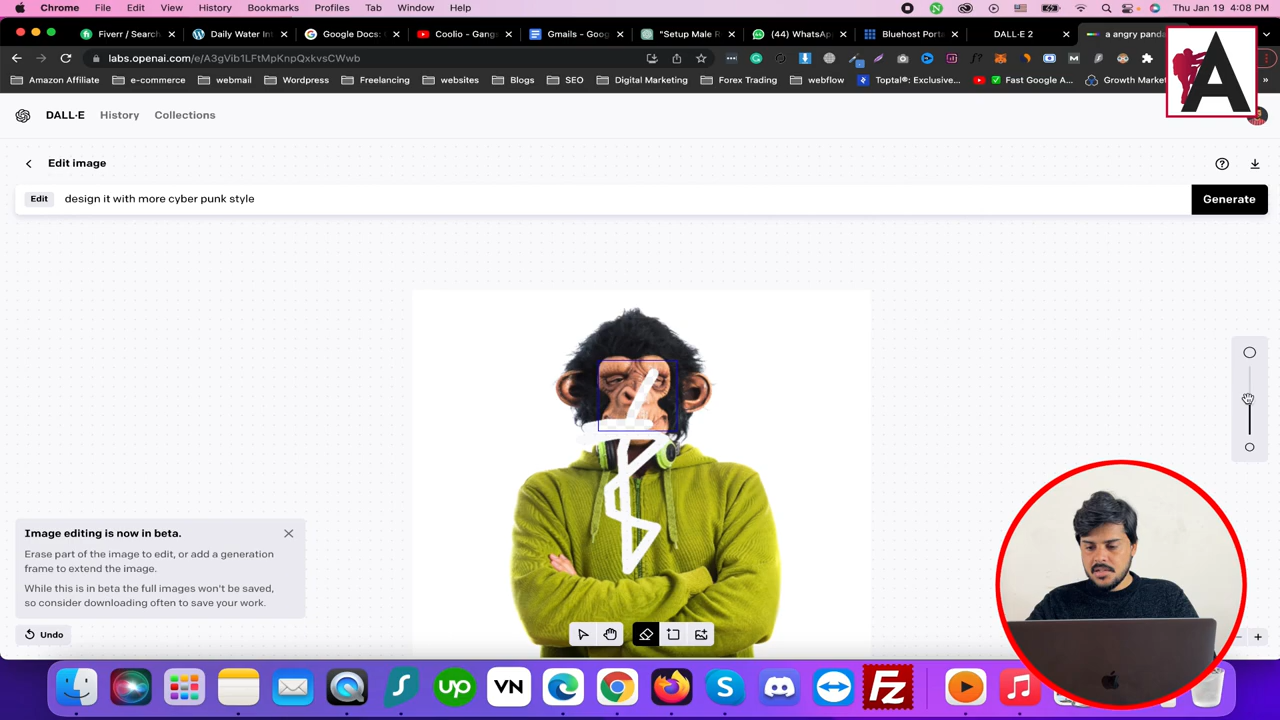 Chrome File Edit View History Bookmarks Profiles Tab Window Help Thu Jan 19 4:08 PM
Fiverr / Search Daily Water In Google Docs: Coolio - Gangs Gmails - Goog "Setup Male R (44) WhatsAp Bluehost Porta DALL·E 2 a angry panda
labs.openai.com/e/A3gVib1LFtMpKnpQxkvsCWwb
Amazon Affiliate e-commerce webmail Freelancing websites Blogs SEO Digital Marketing Forex Trading webflow Toptal®: Exclusive... Fast Google A... Growth Market
A
DALL·E History Collections
Edit image
Edit design it with more cyber punk style Generate
Image editing is now in beta.
Erase part of the image to edit, or add a generation
frame to extend the image.
While this is in beta the full images won't be saved,
so consider downloading often to save your work.
Undo
up VN S Fz